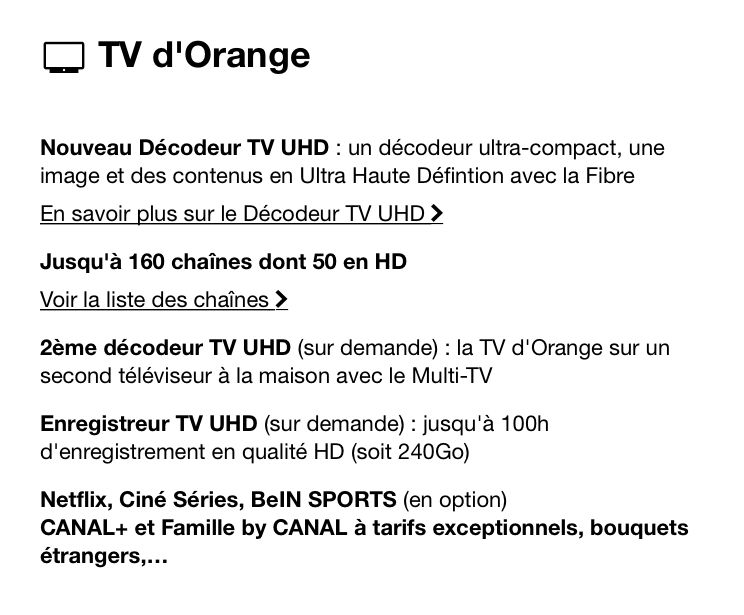 TV d'Orange
Nouveau Décodeur TV UHD : un décodeur ultra-compact, une
image et des contenus en Ultra Haute Défintion avec la Fibre
En savoir plus sur le Décodeur TV UHD
Jusqu'à 160 chaînes dont 50 en HD
Voir la liste des chaînes
2ème décodeur TV UHD (sur demande) : la TV d'Orange sur un
second téléviseur à la maison avec le Multi-TV
Enregistreur TV UHD (sur demande) : jusqu'à 100h
d'enregistrement en qualité HD (soit 240Go)
Netflix, Ciné Séries, BeIN SPORTS (en option)
CANAL+ et Famille by CANAL à tarifs exceptionnels, bouquets
étrangers,...